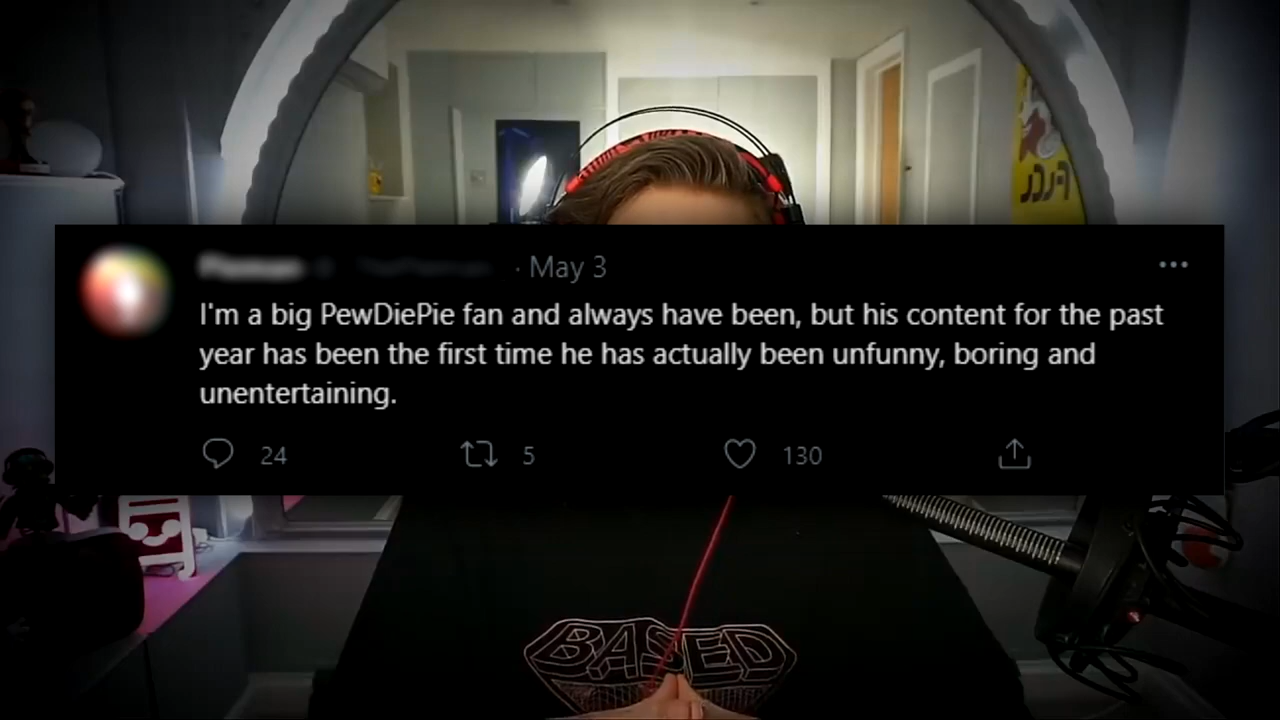 · May 3
I'm a big PewDiePie fan and always have been, but his content for the past
year has been the first time he has actually been unfunny, boring and
unentertaining.
24 5 130
BASED